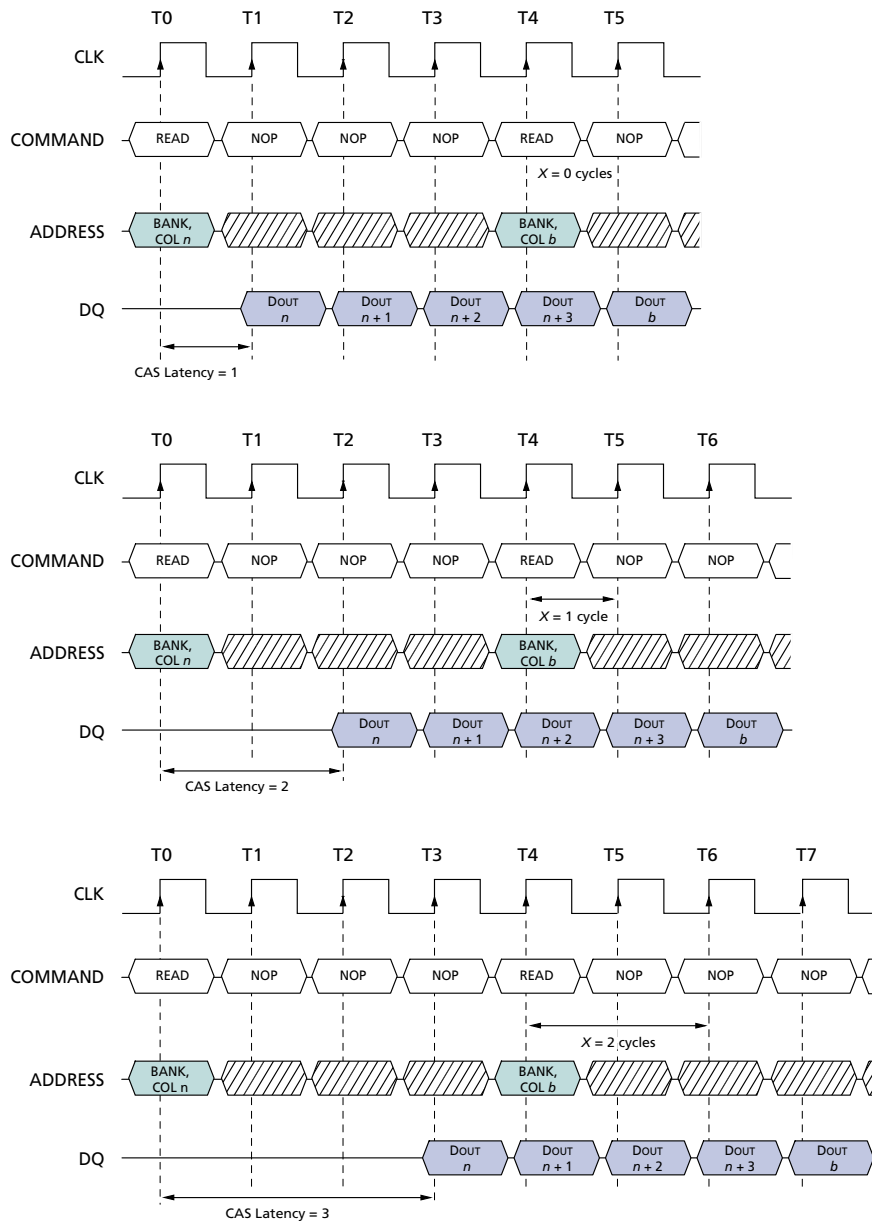 T0 T1 T2 T3 T4 T5
CLK
COMMAND READ NOP NOP NOP READ NOP
X = 0 cycles
ADDRESS BANK, COL n BANK, COL b
DQ DOUT n DOUT n + 1 DOUT n + 2 DOUT n + 3 DOUT b
CAS Latency = 1
T0 T1 T2 T3 T4 T5 T6
CLK
COMMAND READ NOP NOP NOP READ NOP NOP
X = 1 cycle
ADDRESS BANK, COL n BANK, COL b
DQ DOUT n DOUT n + 1 DOUT n + 2 DOUT n + 3 DOUT b
CAS Latency = 2
T0 T1 T2 T3 T4 T5 T6 T7
CLK
COMMAND READ NOP NOP NOP READ NOP NOP NOP
X = 2 cycles
ADDRESS BANK, COL n BANK, COL b
DQ DOUT n DOUT n + 1 DOUT n + 2 DOUT n + 3 DOUT b
CAS Latency = 3